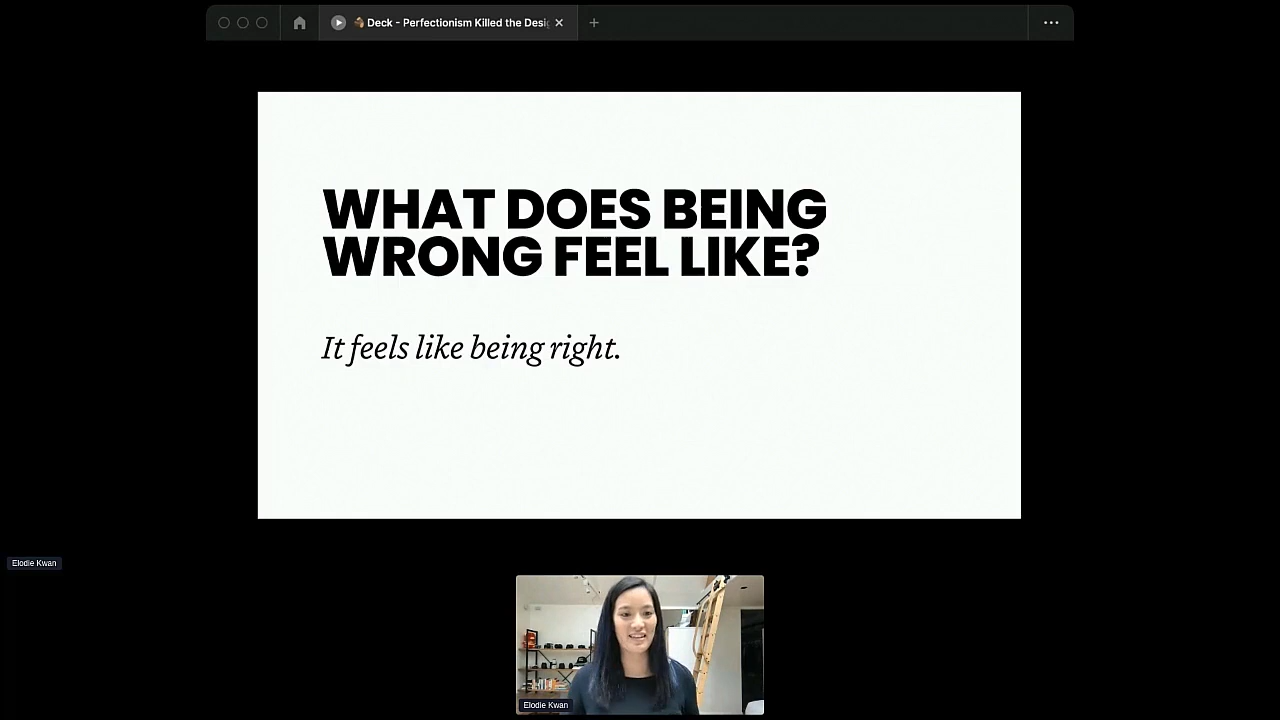 Deck - Perfectionism Killed the Desi
WHAT DOES BEING
WRONG FEEL LIKE?
It feels like being right.
Elodie Kwan
Elodie Kwan